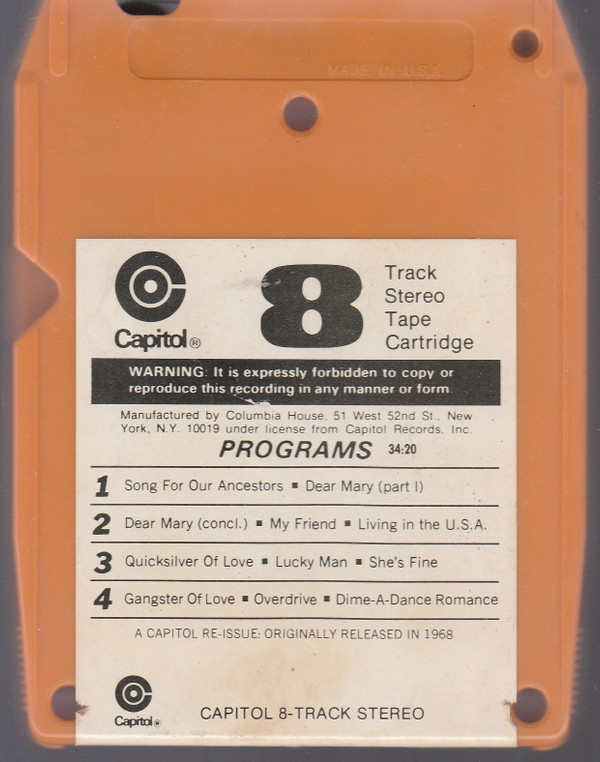 MADE IN U.S.A.
Capitol®
8
Track
Stereo
Tape
Cartridge
WARNING: It is expressly forbidden to copy or
reproduce this recording in any manner or form.
Manufactured by Columbia House, 51 West 52nd St., New
York, N.Y. 10019 under license from Capitol Records, Inc.
PROGRAMS 34:20
1 Song For Our Ancestors ▪ Dear Mary (part I)
2 Dear Mary (concl.) ▪ My Friend ▪ Living in the U.S.A.
3 Quicksilver Of Love ▪ Lucky Man ▪ She's Fine
4 Gangster Of Love ▪ Overdrive ▪ Dime-A-Dance Romance
A CAPITOL RE-ISSUE: ORIGINALLY RELEASED IN 1968
Capitol®
CAPITOL 8-TRACK STEREO